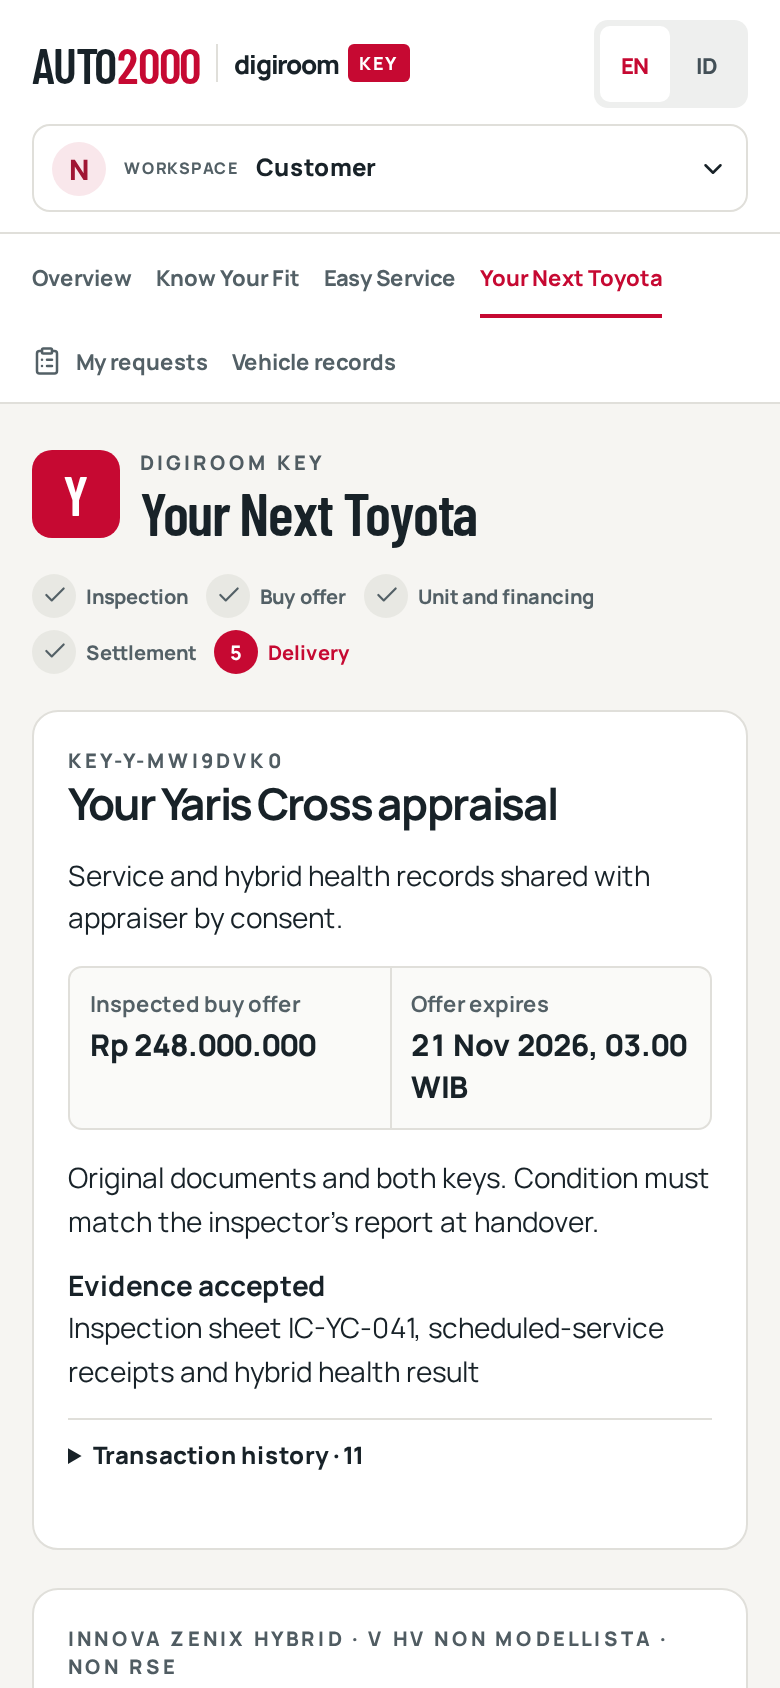 AUTO2000 digiroom KEY EN ID
N WORKSPACE Customer
Overview Know Your Fit Easy Service Your Next Toyota
My requests Vehicle records
Y
DIGIROOM KEY
Your Next Toyota
Inspection Buy offer Unit and financing
Settlement 5 Delivery
KEY-Y-MWI9DVK0
Your Yaris Cross appraisal
Service and hybrid health records shared with
appraiser by consent.
Inspected buy offer
Rp 248.000.000
Offer expires
21 Nov 2026, 03.00
WIB
Original documents and both keys. Condition must
match the inspector's report at handover.
Evidence accepted
Inspection sheet IC-YC-041, scheduled-service
receipts and hybrid health result
Transaction history · 11
INNOVA ZENIX HYBRID · V HV NON MODELLISTA ·
NON RSE